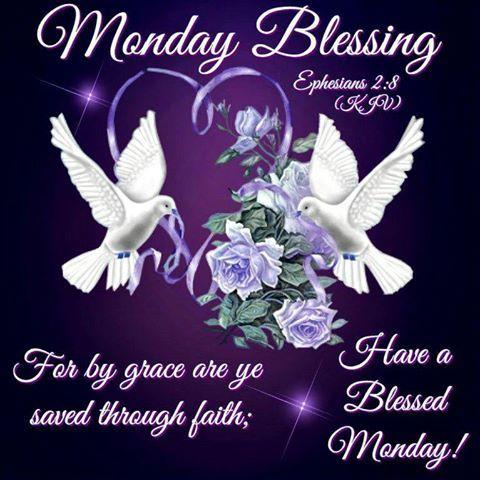 Monday Blessing
Ephesians 2:8
(KJV)
For by grace are ye
saved through faith;
Have a
Blessed
Monday!